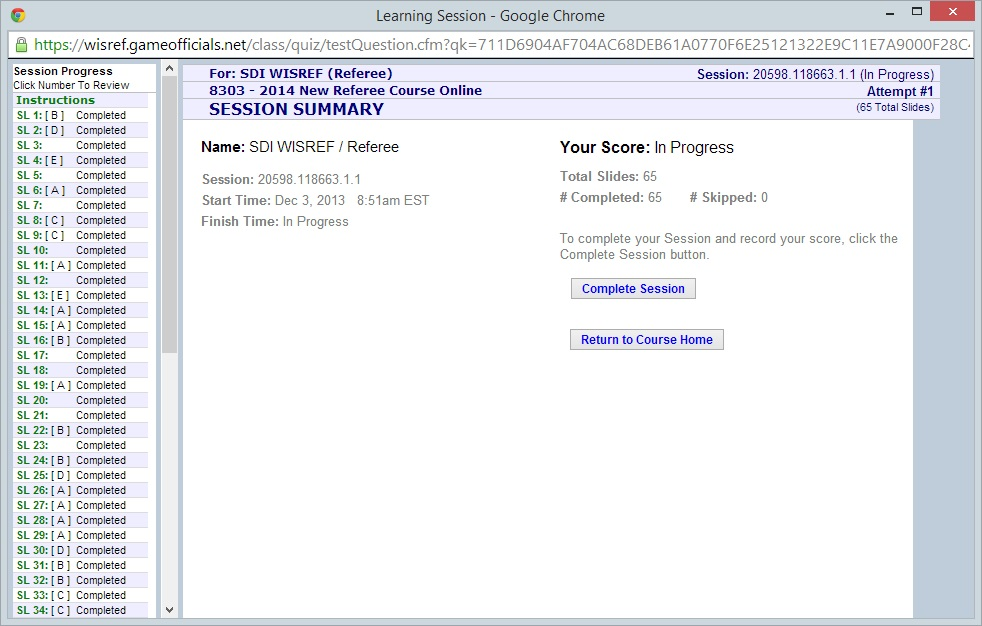 Learning Session - Google Chrome
https://wisref.gameofficials.net/class/quiz/testQuestion.cfm?qk=711D6904AF704AC68DEB61A0770F6E25121322E9C11E7A9000F28C
Session Progress
Click Number To Review
Instructions
SL 1: [ B ] Completed
SL 2: [ D ] Completed
SL 3: Completed
SL 4: [ E ] Completed
SL 5: Completed
SL 6: [ A ] Completed
SL 7: Completed
SL 8: [ C ] Completed
SL 9: [ C ] Completed
SL 10: Completed
SL 11: [ A ] Completed
SL 12: Completed
SL 13: [ E ] Completed
SL 14: [ A ] Completed
SL 15: [ A ] Completed
SL 16: [ B ] Completed
SL 17: Completed
SL 18: Completed
SL 19: [ A ] Completed
SL 20: Completed
SL 21: Completed
SL 22: [ B ] Completed
SL 23: Completed
SL 24: [ B ] Completed
SL 25: [ D ] Completed
SL 26: [ A ] Completed
SL 27: [ A ] Completed
SL 28: [ A ] Completed
SL 29: [ A ] Completed
SL 30: [ D ] Completed
SL 31: [ B ] Completed
SL 32: [ B ] Completed
SL 33: [ C ] Completed
SL 34: [ C ] Completed
For: SDI WISREF (Referee)
Session: 20598.118663.1.1 (In Progress)
8303 - 2014 New Referee Course Online
Attempt #1
SESSION SUMMARY
(65 Total Slides)
Name: SDI WISREF / Referee
Session: 20598.118663.1.1
Start Time: Dec 3, 2013 8:51am EST
Finish Time: In Progress
Your Score: In Progress
Total Slides: 65
# Completed: 65 # Skipped: 0
To complete your Session and record your score, click the
Complete Session button.
Complete Session
Return to Course Home